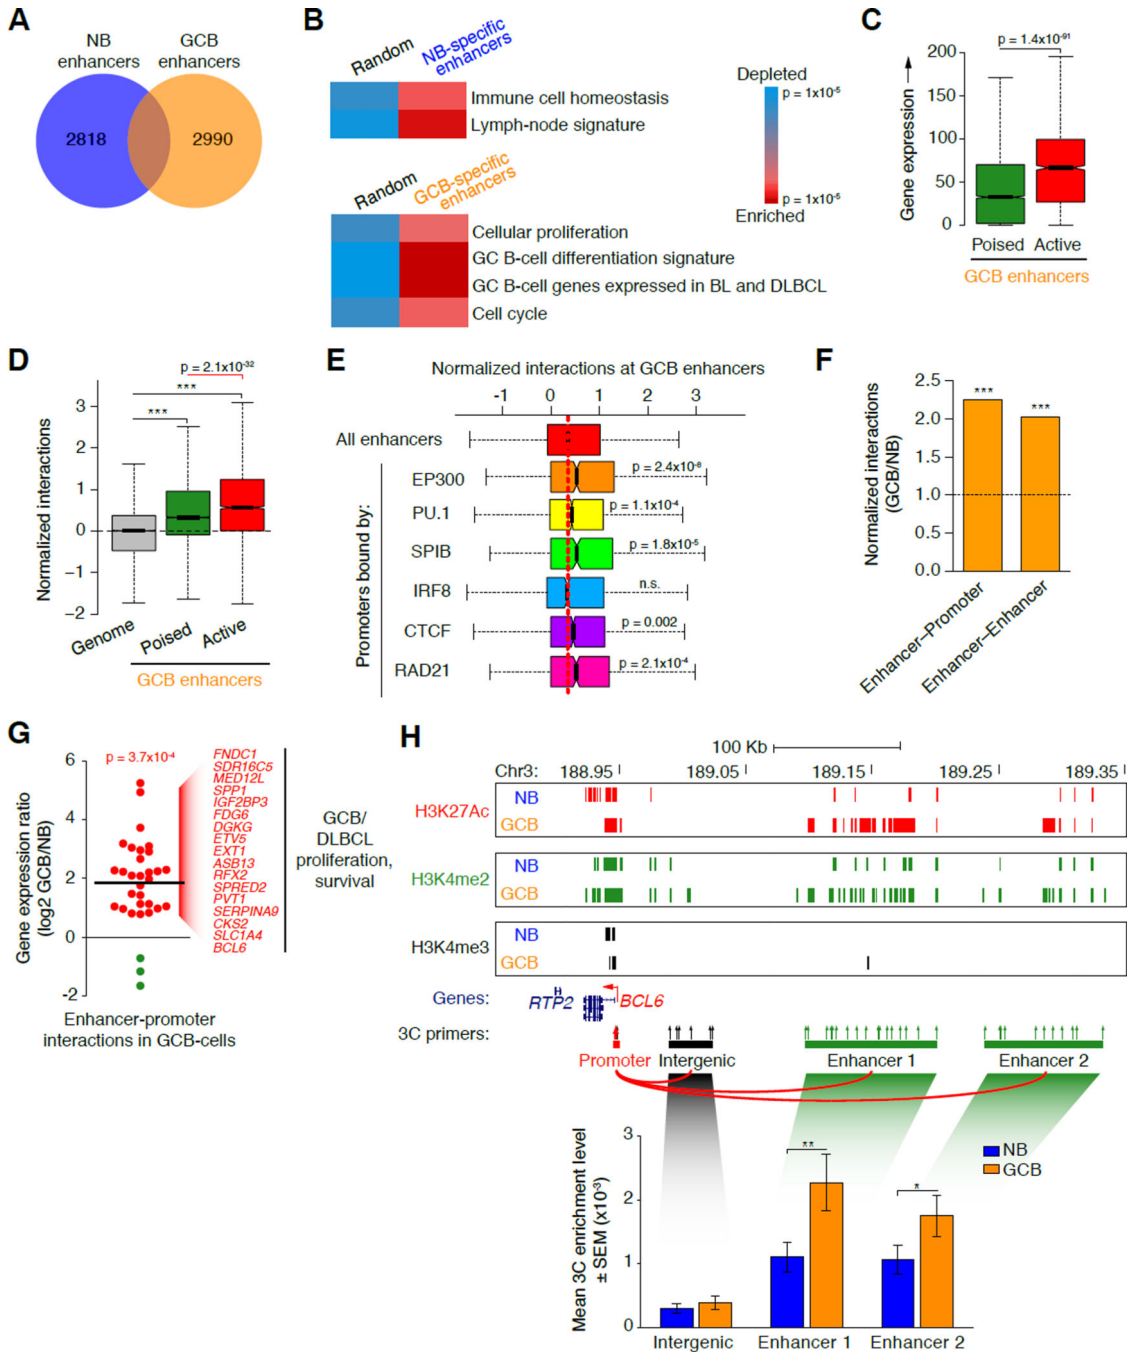 A
NB enhancers
GCB enhancers
2818
2990
B
Random
NB-specific enhancers
Immune cell homeostasis
Lymph-node signature
Random
GCB-specific enhancers
Cellular proliferation
GC B-cell differentiation signature
GC B-cell genes expressed in BL and DLBCL
Cell cycle
Depleted
p = 1x10-5
p = 1x10-5
Enriched
C
p = 1.4x10-91
Gene expression
200
150
100
50
0
Poised
Active
GCB enhancers
D
p = 2.1x10-32
***
***
Normalized interactions
3
2
1
0
−1
−2
Genome
Poised
Active
GCB enhancers
E
Normalized interactions at GCB enhancers
-1
0
1
2
3
All enhancers
Promoters bound by:
EP300
p = 2.4x10-8
PU.1
p = 1.1x10-4
SPIB
p = 1.8x10-5
IRF8
n.s.
CTCF
p = 0.002
RAD21
p = 2.1x10-4
F
Normalized interactions (GCB/NB)
2.5
2.0
1.5
1.0
0.5
0.0
***
***
Enhancer–Promoter
Enhancer–Enhancer
G
p = 3.7x10-4
Gene expression ratio (log2 GCB/NB)
6
4
2
0
-2
Enhancer-promoter
interactions in GCB-cells
FNDC1
SDR16C5
MED12L
SPP1
IGF2BP3
FDG6
DGKG
ETV5
EXT1
ASB13
RFX2
SPRED2
PVT1
SERPINA9
CKS2
SLC1A4
BCL6
GCB/
DLBCL
proliferation,
survival
H
100 Kb
Chr3:
188.95
189.05
189.15
189.25
189.35
H3K27Ac
NB
GCB
H3K4me2
NB
GCB
H3K4me3
NB
GCB
Genes:
RTP2
BCL6
3C primers:
Promoter
Intergenic
Enhancer 1
Enhancer 2
Mean 3C enrichment level ± SEM (x10-3)
3
2
1
0
**
*
NB
GCB
Intergenic
Enhancer 1
Enhancer 2